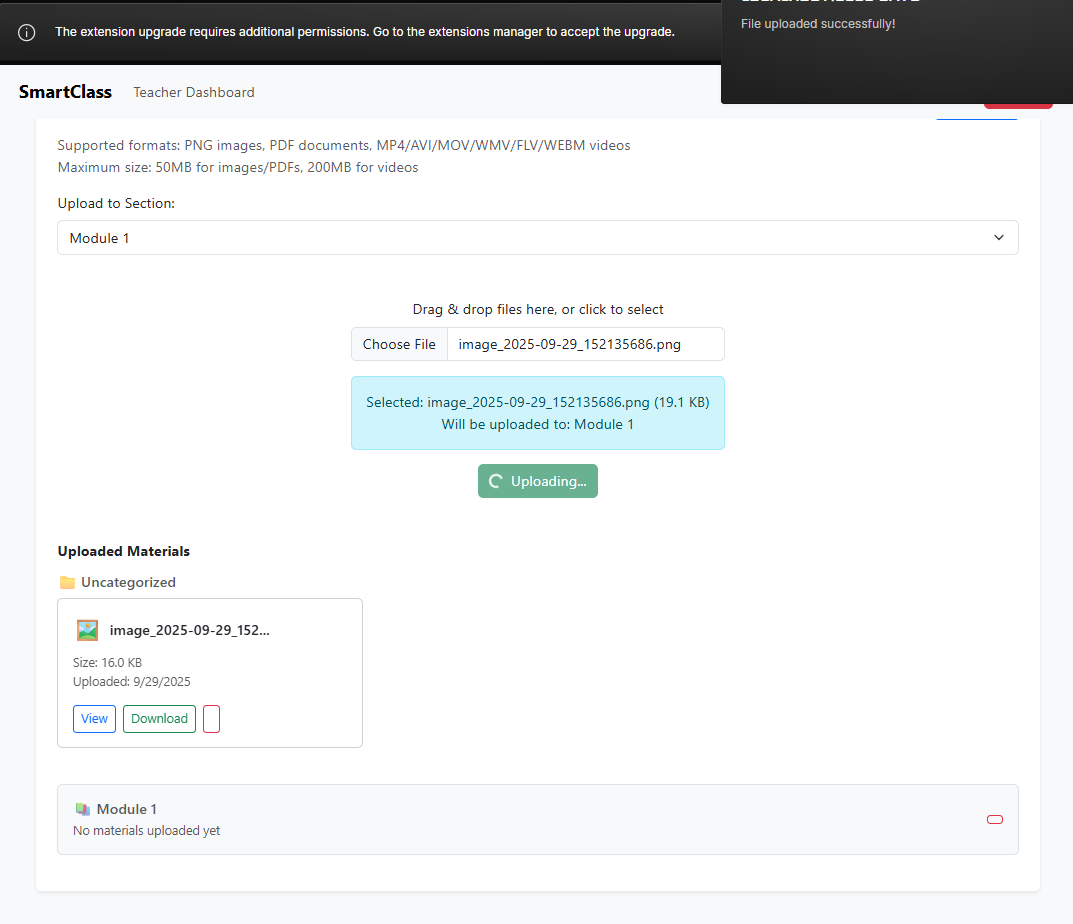 The extension upgrade requires additional permissions. Go to the extensions manager to accept the upgrade.
File uploaded successfully!
SmartClass
Teacher Dashboard
Supported formats: PNG images, PDF documents, MP4/AVI/MOV/WMV/FLV/WEBM videos
Maximum size: 50MB for images/PDFs, 200MB for videos
Upload to Section:
Module 1
Drag & drop files here, or click to select
Choose File
image_2025-09-29_152135686.png
Selected: image_2025-09-29_152135686.png (19.1 KB)
Will be uploaded to: Module 1
Uploading...
Uploaded Materials
Uncategorized
image_2025-09-29_152...
Size: 16.0 KB
Uploaded: 9/29/2025
View
Download
Module 1
No materials uploaded yet